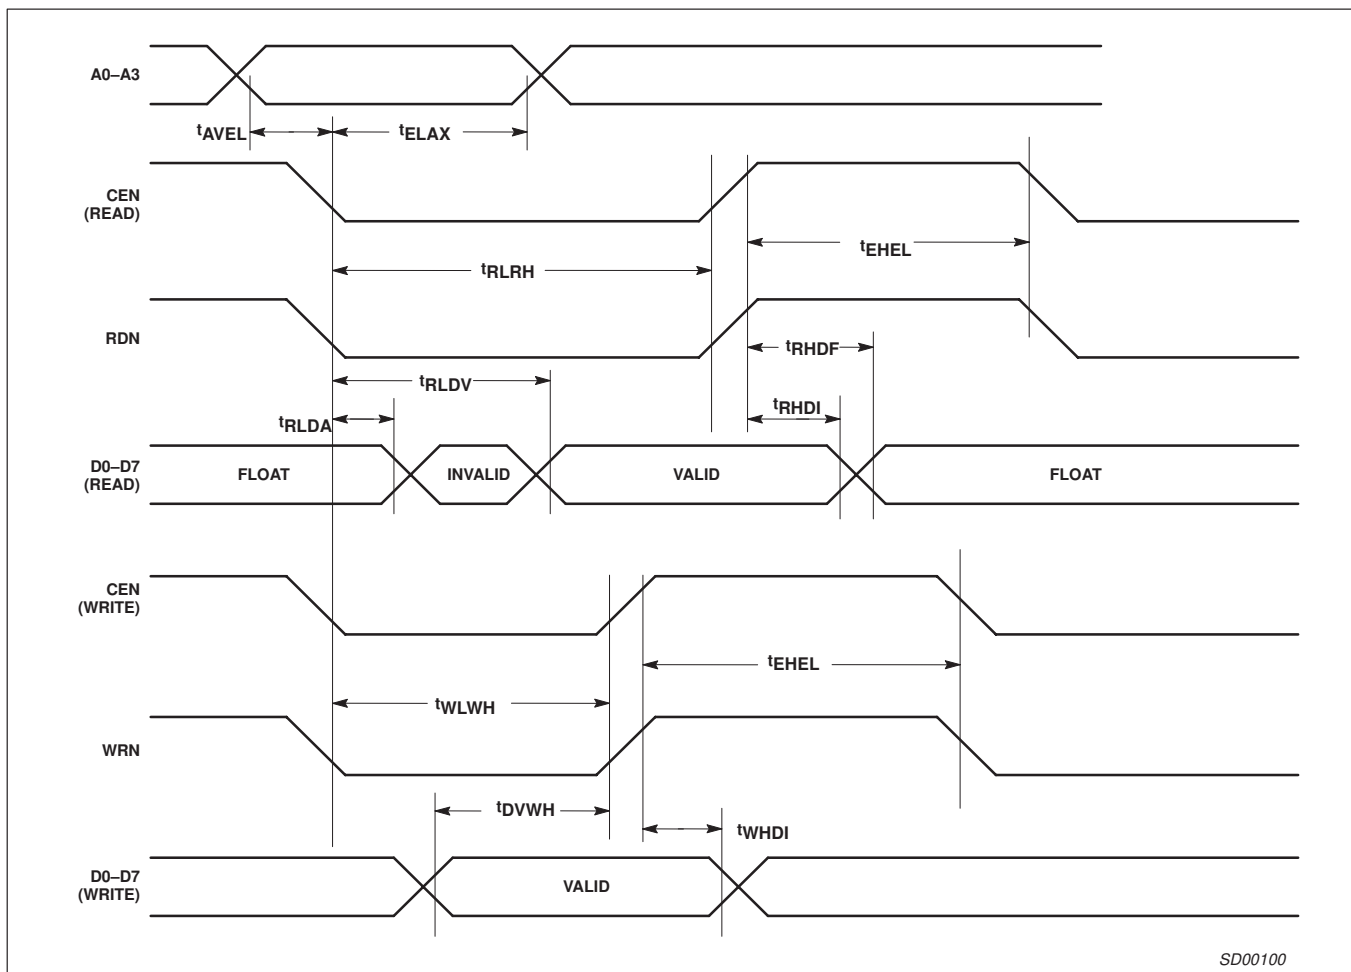 A0–A3
tAVEL
tELAX
CEN
(READ)
tEHEL
tRLRH
RDN
tRHDF
tRLDV
tRHDI
tRLDA
D0–D7
(READ)
FLOAT
INVALID
VALID
FLOAT
CEN
(WRITE)
tEHEL
tWLWH
WRN
tDVWH
tWHDI
D0–D7
(WRITE)
VALID
SD00100